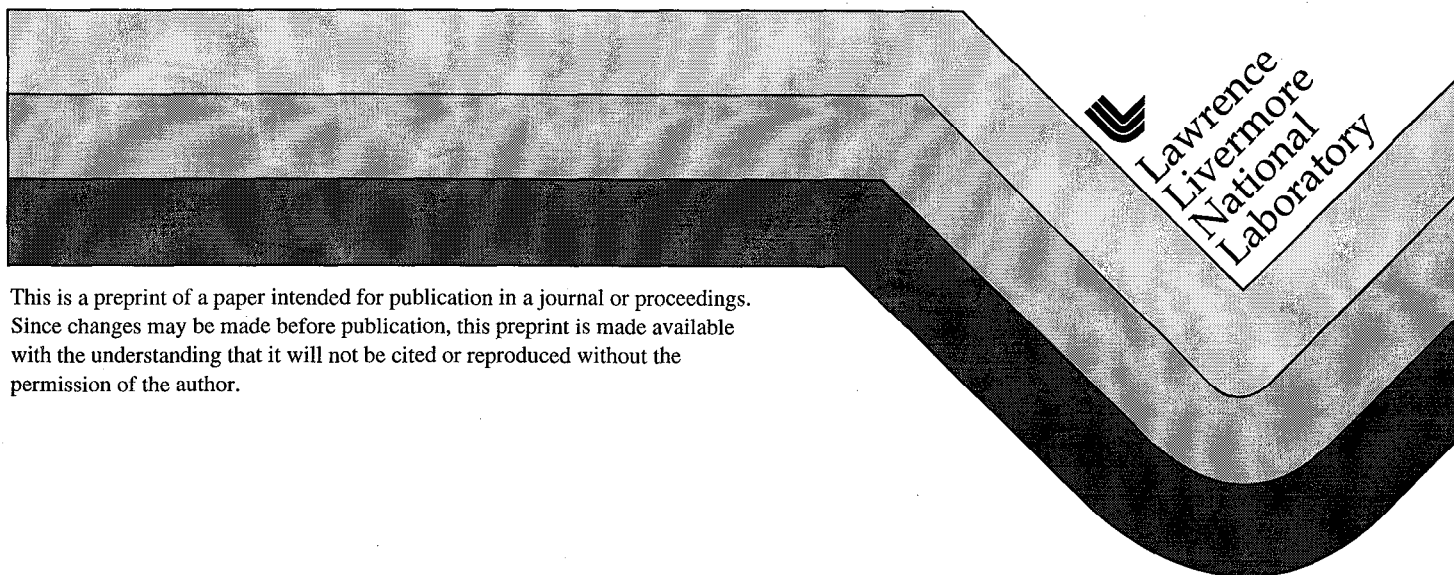 Lawrence
Livermore
National
Laboratory
This is a preprint of a paper intended for publication in a journal or proceedings.
Since changes may be made before publication, this preprint is made available
with the understanding that it will not be cited or reproduced without the
permission of the author.